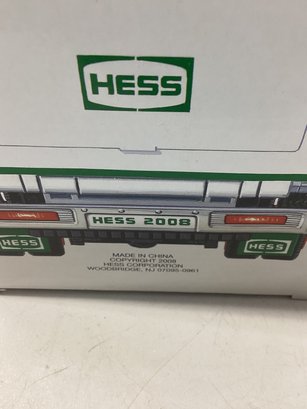 HESS
HESS 2008
HESS HESS
MADE IN CHINA
COPYRIGHT 2008
HESS CORPORATION
WOODBRIDGE, NJ 07095-0961